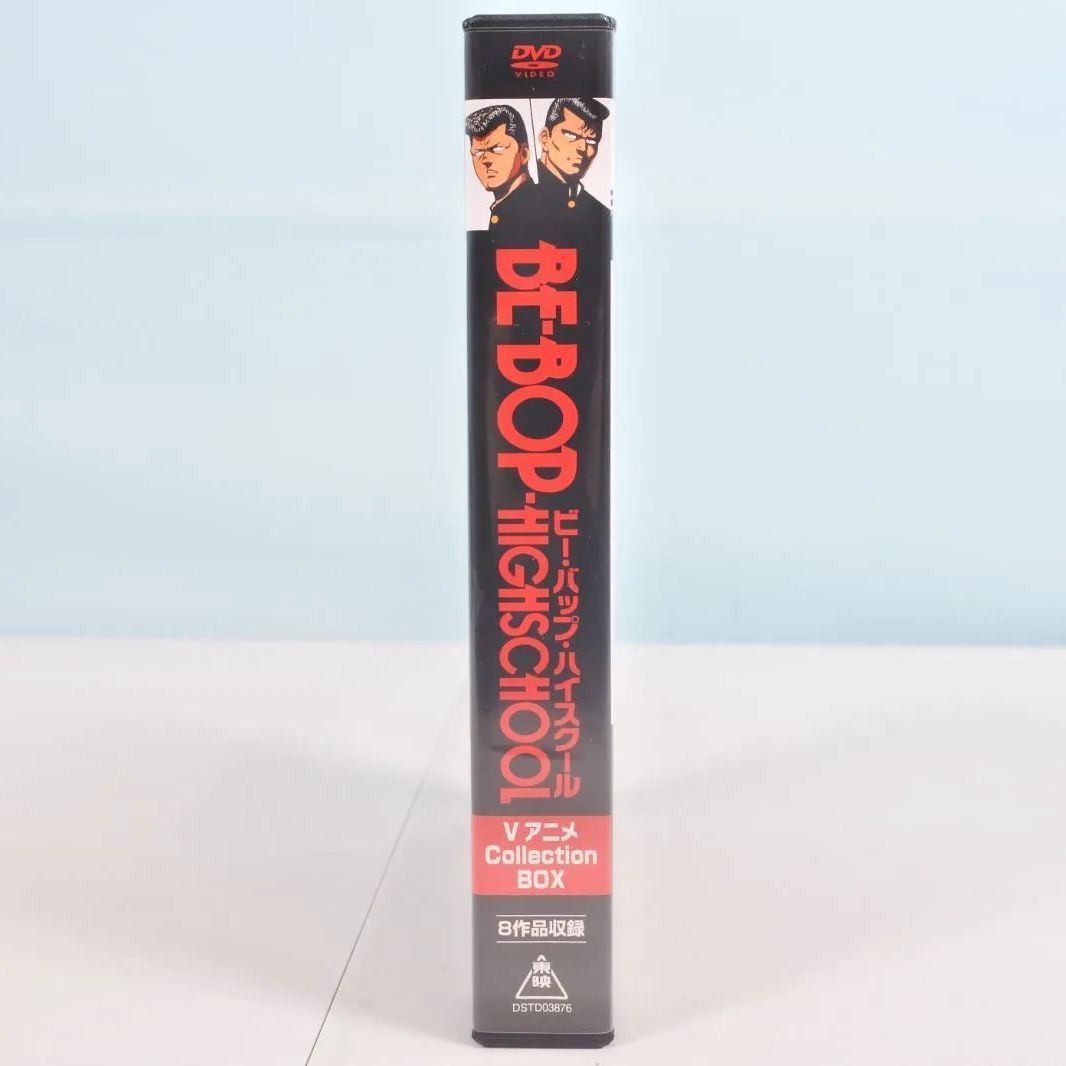 DVD
VIDEO
BE-BOP-HIGHSCHOOL
ビー・バップ・ハイスクール
V アニメ
Collection
BOX
8作品収録
東映
DSTD03876